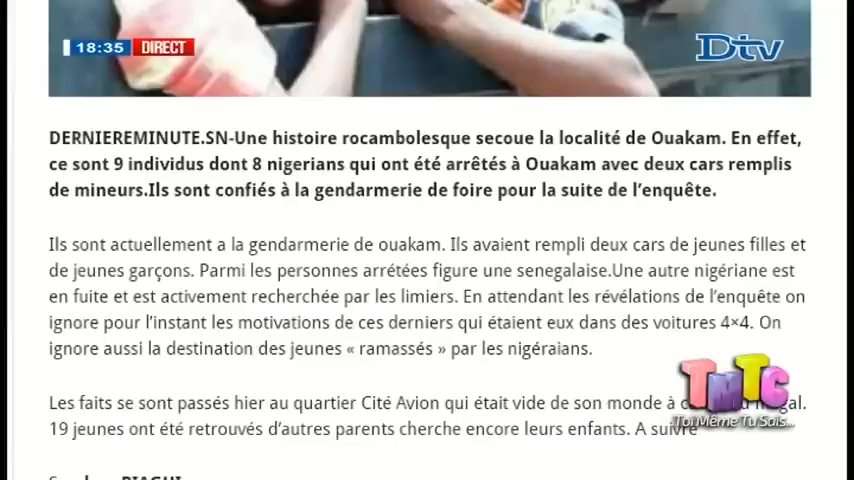 18:35 DIRECT
Dtv
DERNIEREMINUTE.SN-Une histoire rocambolesque secoue la localité de Ouakam. En effet,
ce sont 9 individus dont 8 nigerians qui ont été arrêtés à Ouakam avec deux cars remplis
de mineurs.Ils sont confiés à la gendarmerie de foire pour la suite de l'enquête.
Ils sont actuellement a la gendarmerie de ouakam. Ils avaient rempli deux cars de jeunes filles et
de jeunes garçons. Parmi les personnes arrétées figure une senegalaise.Une autre nigériane est
en fuite et est activement recherchée par les limiers. En attendant les révélations de l'enquête on
ignore pour l'instant les motivations de ces derniers qui étaient eux dans des voitures 4×4. On
ignore aussi la destination des jeunes « ramassés » par les nigéraians.
TMTC
Toi Même Tu Sais...
Les faits se sont passés hier au quartier Cité Avion qui était vide de son monde à
19 jeunes ont été retrouvés d'autres parents cherche encore leurs enfants. A suivre